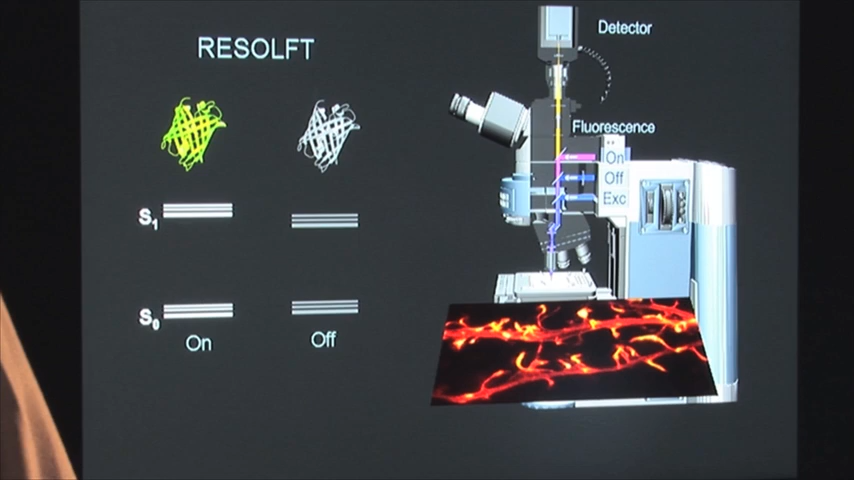 RESOLFT
Detector
Fluorescence
On
Off
Exc
S1
S0
On
Off